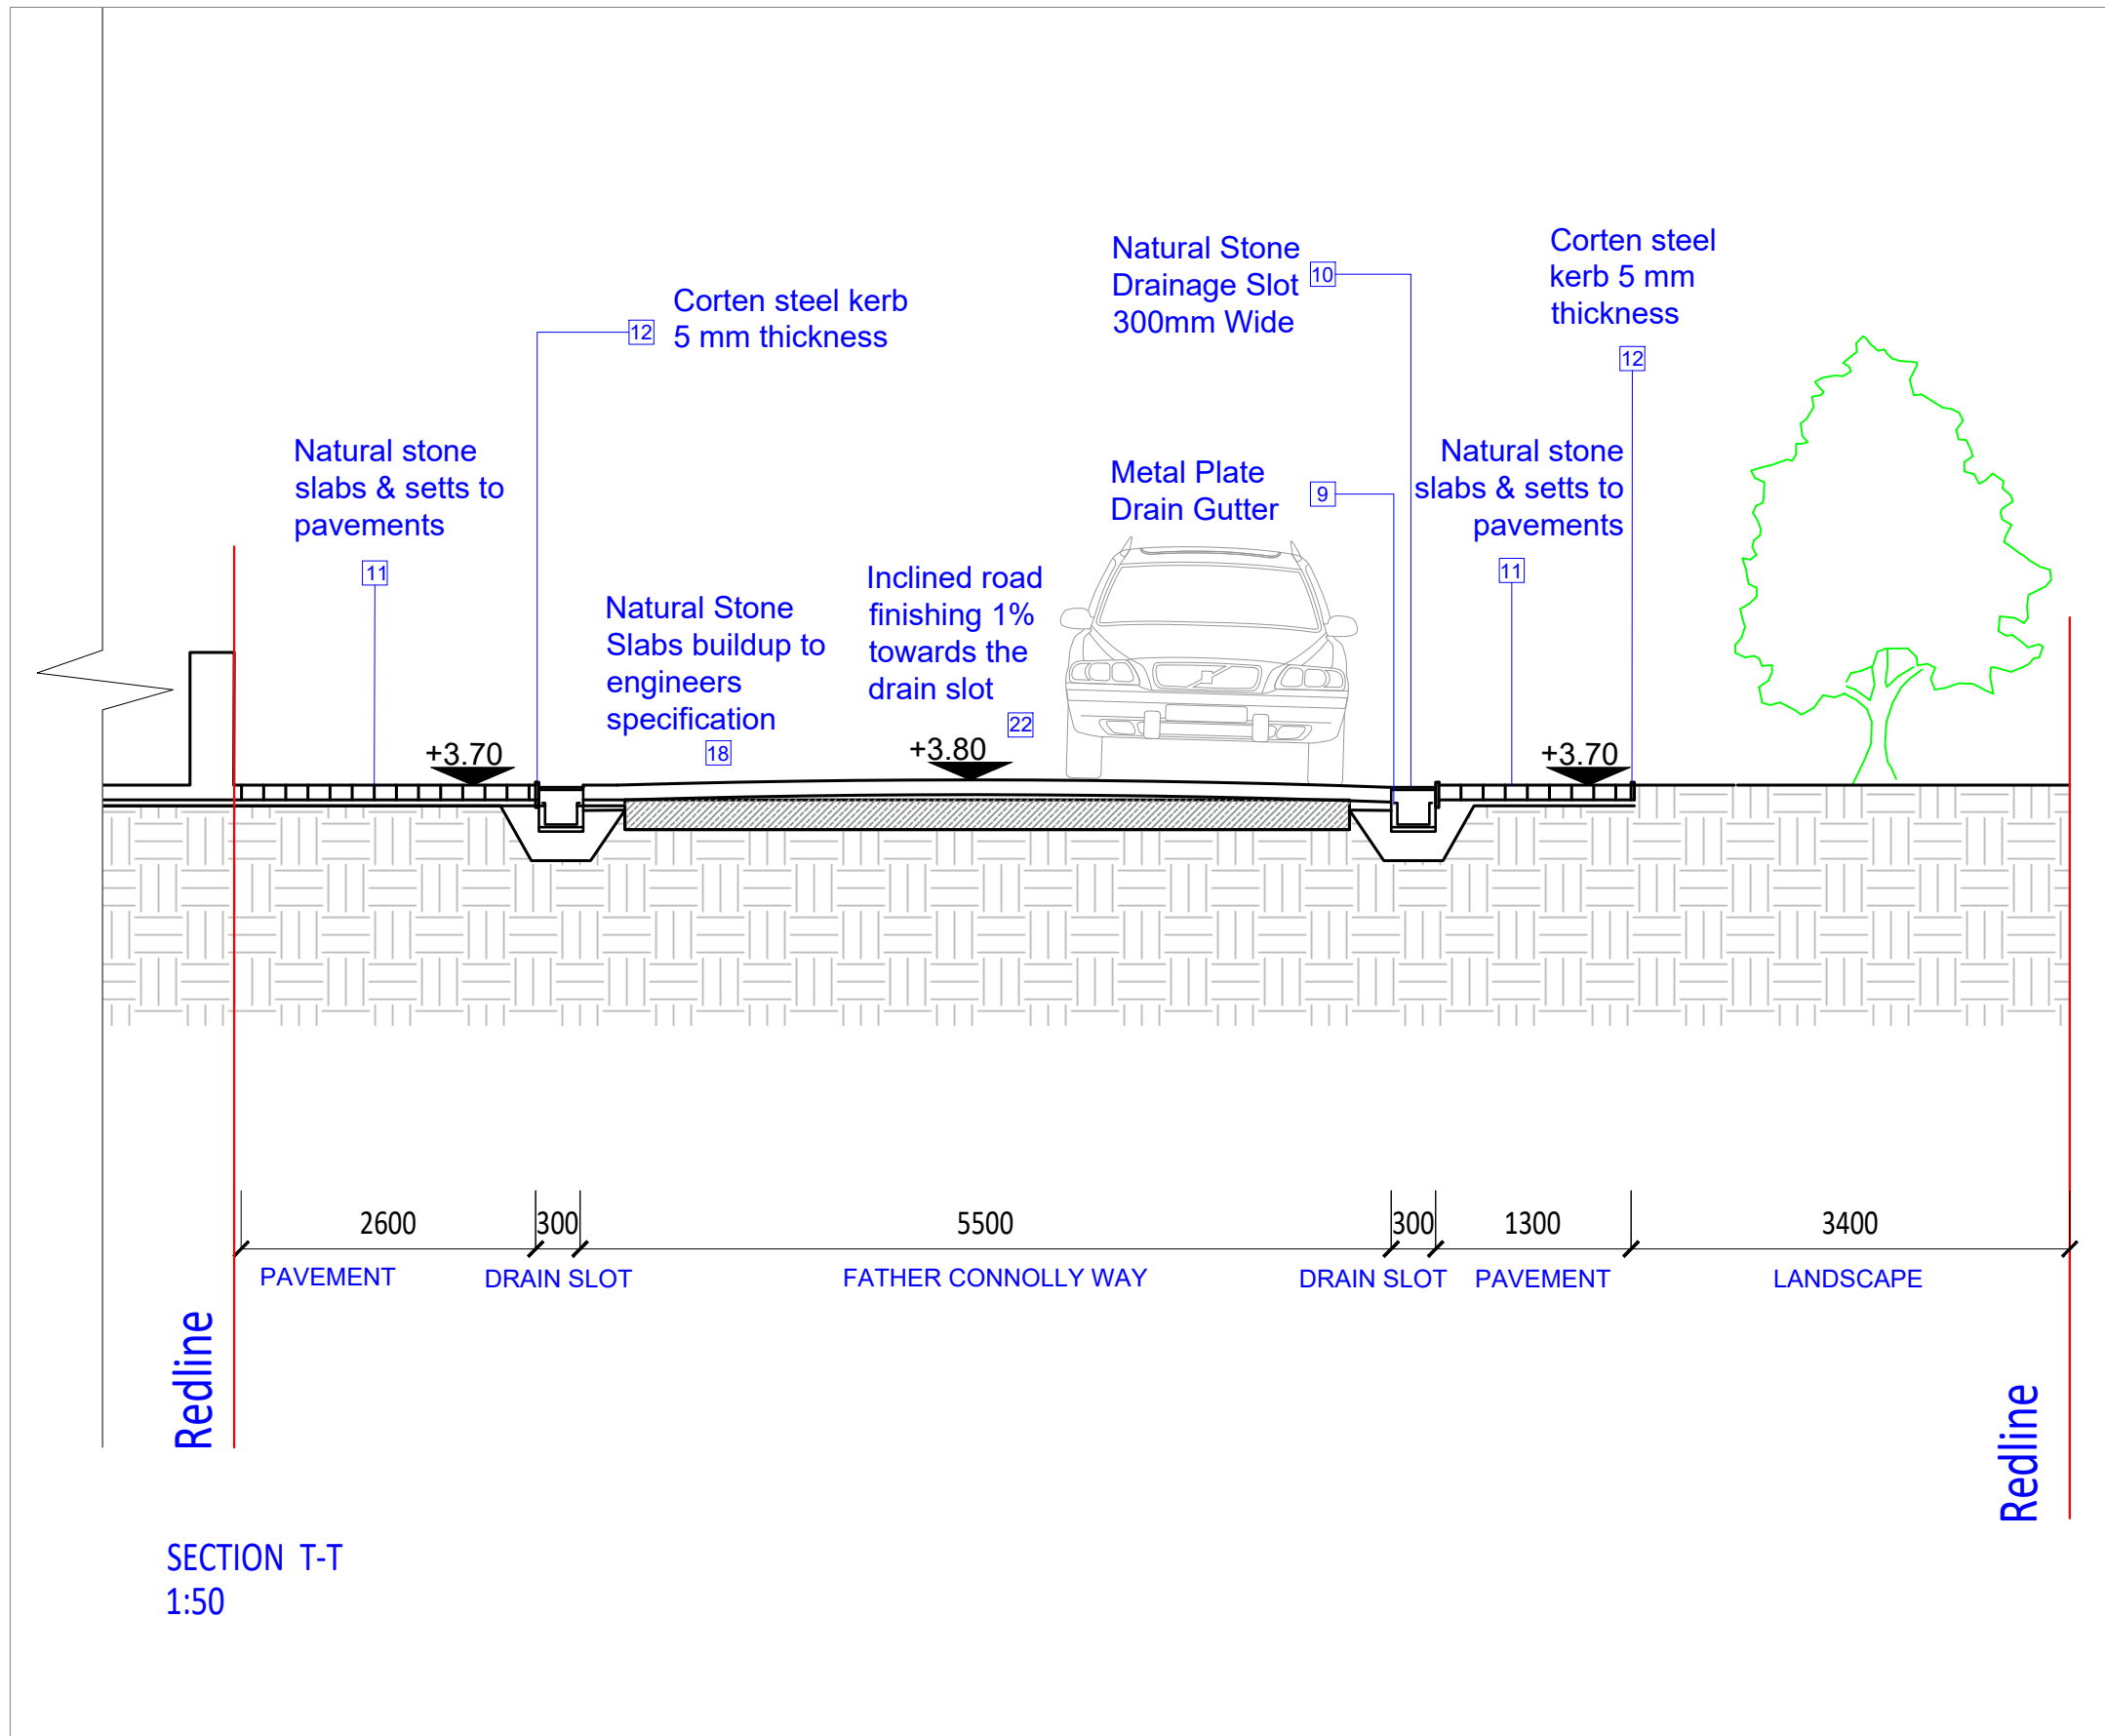 Natural Stone
Drainage Slot
300mm Wide
10
Corten steel
kerb 5 mm
thickness
12
Corten steel kerb
5 mm thickness
12
Natural stone
slabs & setts to
pavements
11
Metal Plate
Drain Gutter
9
Natural stone
slabs & setts to
pavements
11
Natural Stone
Slabs buildup to
engineers
specification
18
Inclined road
finishing 1%
towards the
drain slot
22
+3.70
+3.80
+3.70
2600
300
5500
300
1300
3400
PAVEMENT
DRAIN SLOT
FATHER CONNOLLY WAY
DRAIN SLOT
PAVEMENT
LANDSCAPE
Redline
Redline
SECTION T-T
1:50